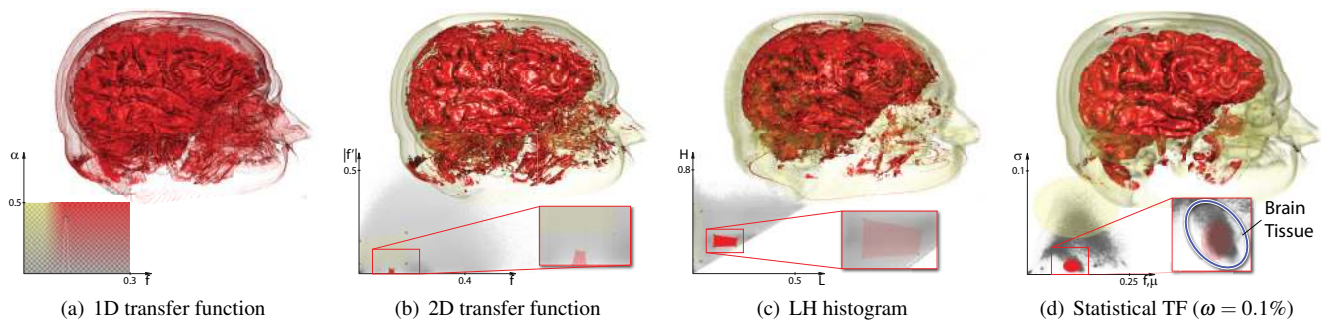 α
0.5
0.3
f
(a) 1D transfer function
|f'|
0.5
0.4
f
(b) 2D transfer function
H
0.8
0.5
L
(c) LH histogram
σ
0.1
0.25
f,μ
Brain
Tissue
(d) Statistical TF (ω = 0.1%)